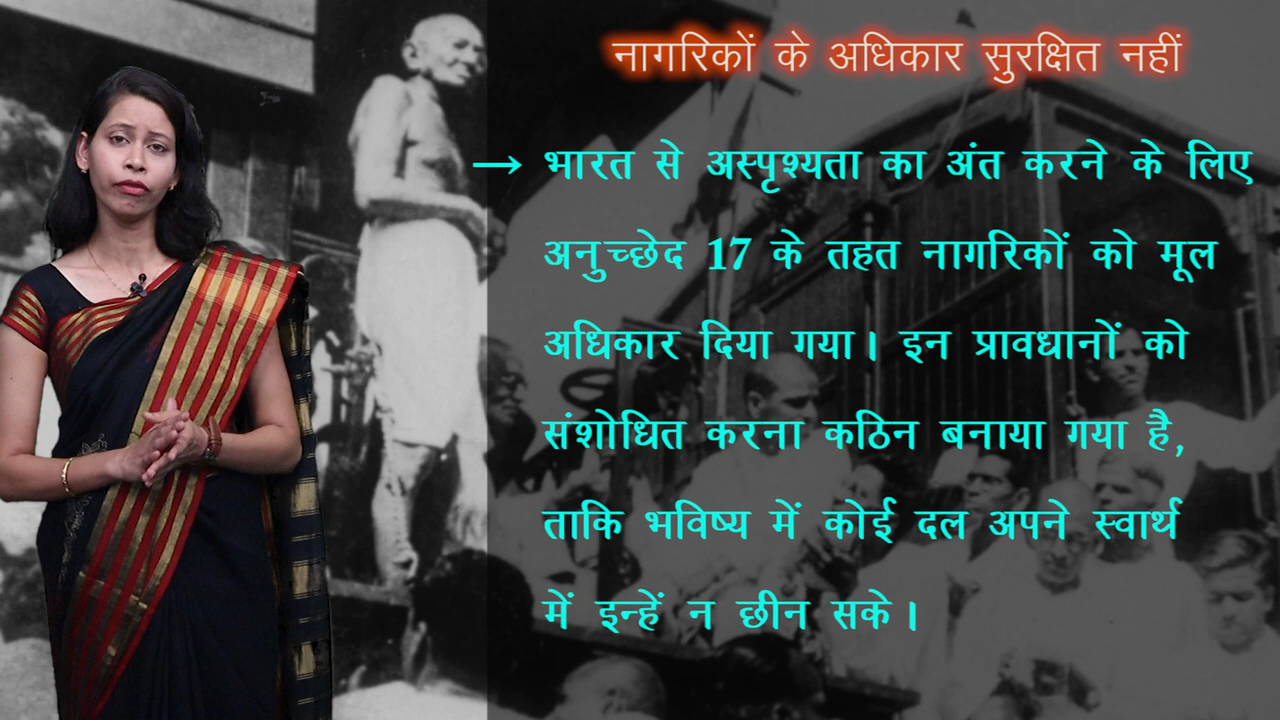 नागरिकों के अधिकार सुरक्षित नहीं
→ भारत से अस्पृश्यता का अंत करने के लिए
अनुच्छेद 17 के तहत नागरिकों को मूल
अधिकार दिया गया। इन प्रावधानों को
संशोधित करना कठिन बनाया गया है,
ताकि भविष्य में कोई दल अपने स्वार्थ
में इन्हें न छीन सके।